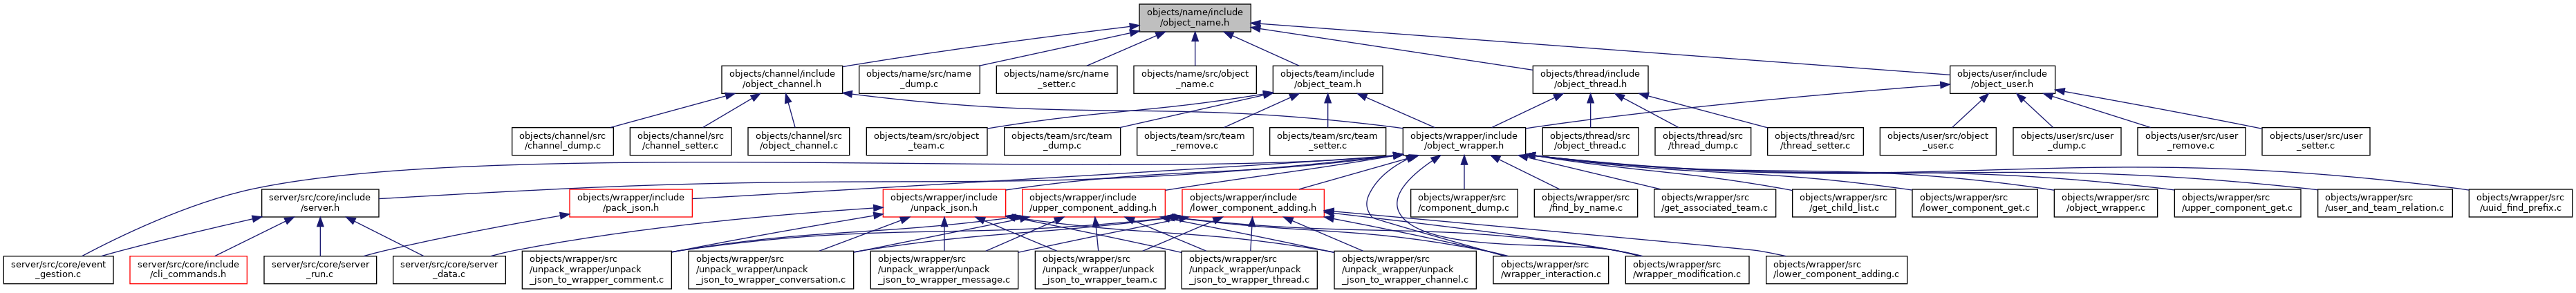 objects/name/include
/object_name.h
objects/channel/include
/object_channel.h
objects/name/src/name
_dump.c
objects/name/src/name
_setter.c
objects/name/src/object
_name.c
objects/team/include
/object_team.h
objects/thread/include
/object_thread.h
objects/user/include
/object_user.h
objects/channel/src
/channel_dump.c
objects/channel/src
/channel_setter.c
objects/channel/src
/object_channel.c
objects/team/src/object
_team.c
objects/team/src/team
_dump.c
objects/team/src/team
_remove.c
objects/team/src/team
_setter.c
objects/wrapper/include
/object_wrapper.h
objects/thread/src
/object_thread.c
objects/thread/src
/thread_dump.c
objects/thread/src
/thread_setter.c
objects/user/src/object
_user.c
objects/user/src/user
_dump.c
objects/user/src/user
_remove.c
objects/user/src/user
_setter.c
server/src/core/include
/server.h
objects/wrapper/include
/pack_json.h
objects/wrapper/include
/unpack_json.h
objects/wrapper/include
/upper_component_adding.h
objects/wrapper/include
/lower_component_adding.h
objects/wrapper/src
/component_dump.c
objects/wrapper/src
/find_by_name.c
objects/wrapper/src
/get_associated_team.c
objects/wrapper/src
/get_child_list.c
objects/wrapper/src
/lower_component_get.c
objects/wrapper/src
/object_wrapper.c
objects/wrapper/src
/upper_component_get.c
objects/wrapper/src
/user_and_team_relation.c
objects/wrapper/src
/uuid_find_prefix.c
server/src/core/event
_gestion.c
server/src/core/include
/cli_commands.h
server/src/core/server
_run.c
server/src/core/server
_data.c
objects/wrapper/src
/unpack_wrapper/unpack
_json_to_wrapper_comment.c
objects/wrapper/src
/unpack_wrapper/unpack
_json_to_wrapper_conversation.c
objects/wrapper/src
/unpack_wrapper/unpack
_json_to_wrapper_message.c
objects/wrapper/src
/unpack_wrapper/unpack
_json_to_wrapper_team.c
objects/wrapper/src
/unpack_wrapper/unpack
_json_to_wrapper_thread.c
objects/wrapper/src
/unpack_wrapper/unpack
_json_to_wrapper_channel.c
objects/wrapper/src
/wrapper_interaction.c
objects/wrapper/src
/wrapper_modification.c
objects/wrapper/src
/lower_component_adding.c